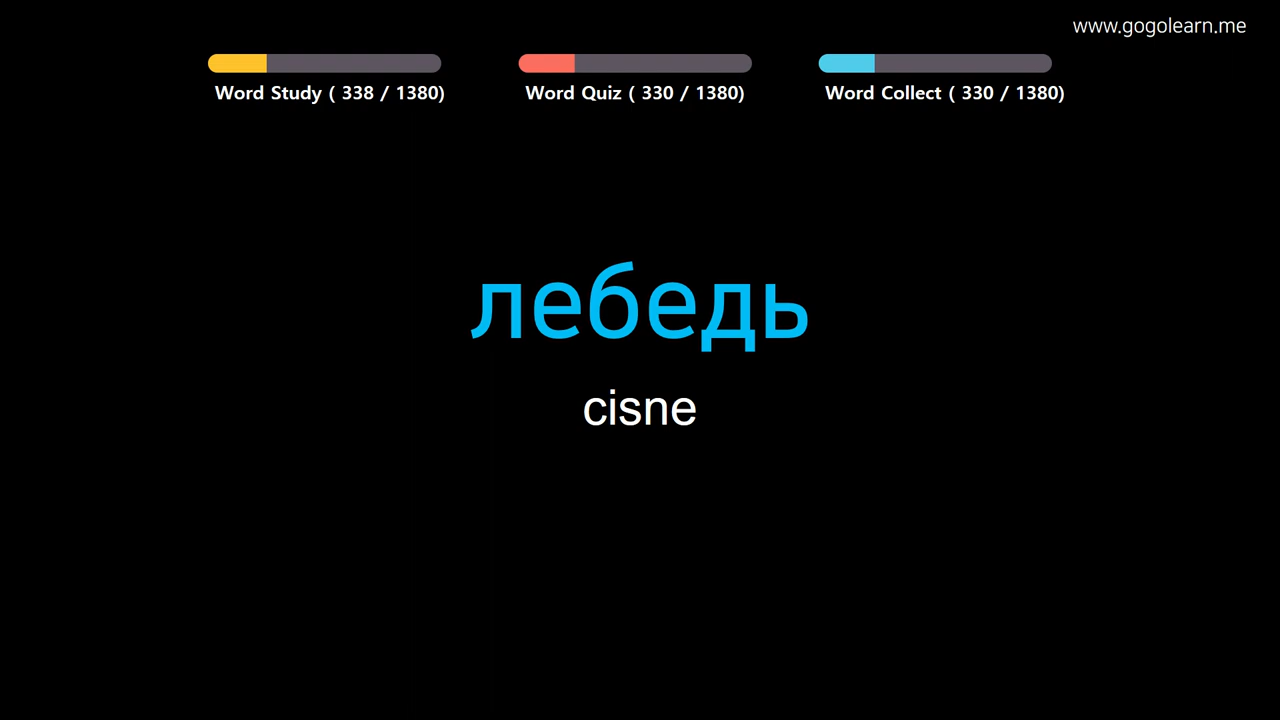 www.gogolearn.me
Word Study ( 338 / 1380)
Word Quiz ( 330 / 1380)
Word Collect ( 330 / 1380)
лебедь
cisne